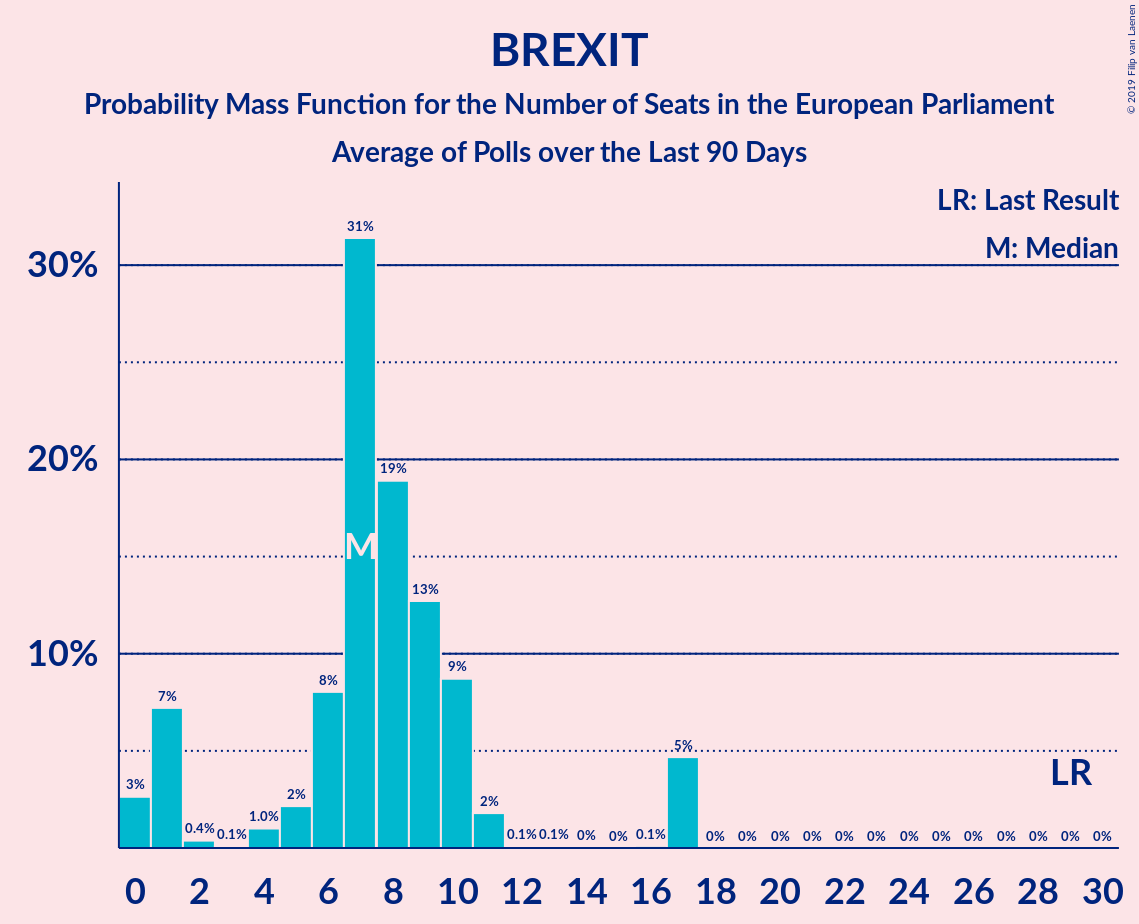 BREXIT
Probability Mass Function for the Number of Seats in the European Parliament
Average of Polls over the Last 90 Days
© 2019 Filip van Laenen
LR: Last Result
M: Median
30%
20%
10%
3% 7% 0.4% 0.1% 1.0% 2% 8% 31% 19% 13% 9% 2% 0.1% 0.1% 0% 0% 0.1% 5% 0% 0% 0% 0% 0% 0% 0% 0% 0% 0% 0% 0% 0%
M
LR
0 2 4 6 8 10 12 14 16 18 20 22 24 26 28 30